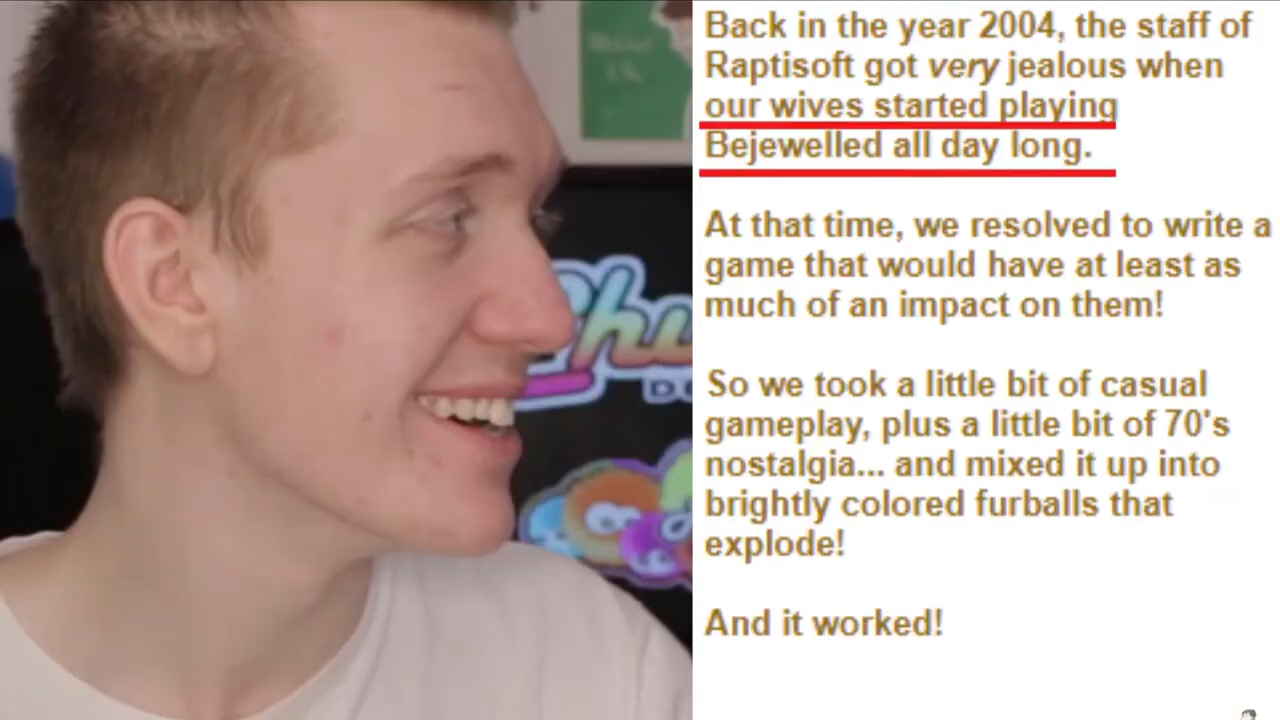 Back in the year 2004, the staff of
Raptisoft got very jealous when
our wives started playing
Bejewelled all day long.
At that time, we resolved to write a
game that would have at least as
much of an impact on them!
So we took a little bit of casual
gameplay, plus a little bit of 70's
nostalgia... and mixed it up into
brightly colored furballs that
explode!
And it worked!